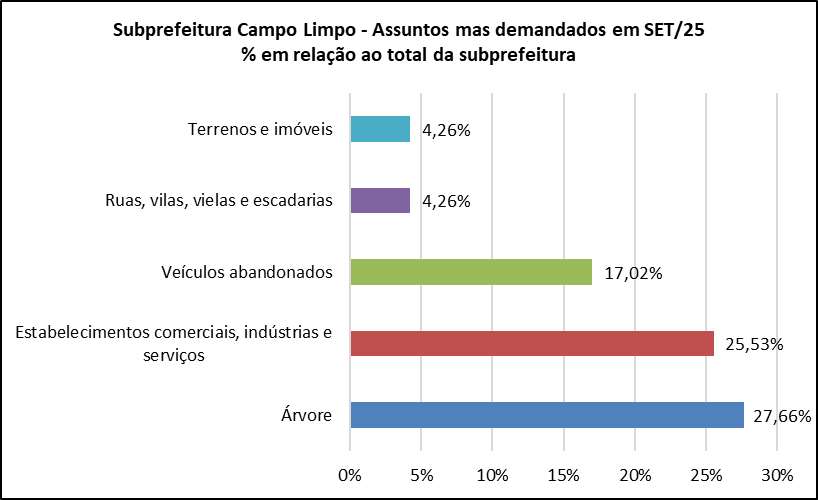 Subprefeitura Campo Limpo - Assuntos mas demandados em SET/25
% em relação ao total da subprefeitura
Terrenos e imóveis
4,26%
Ruas, vilas, vielas e escadarias
4,26%
Veículos abandonados
17,02%
Estabelecimentos comerciais, indústrias e
serviços
25,53%
Árvore
27,66%
0% 5% 10% 15% 20% 25% 30%